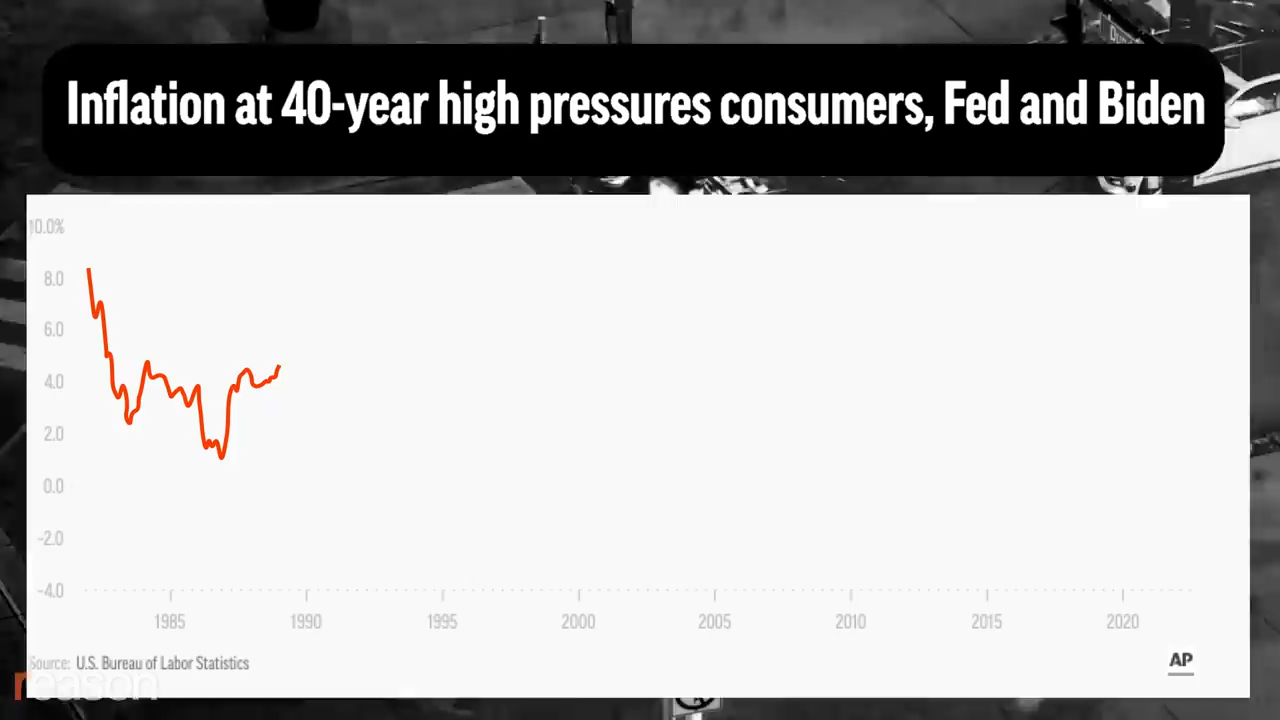 Inflation at 40-year high pressures consumers, Fed and Biden
10.0%
8.0
6.0
4.0
2.0
0.0
-2.0
-4.0
1985 1990 1995 2000 2005 2010 2015 2020
Source: U.S. Bureau of Labor Statistics
AP
reason